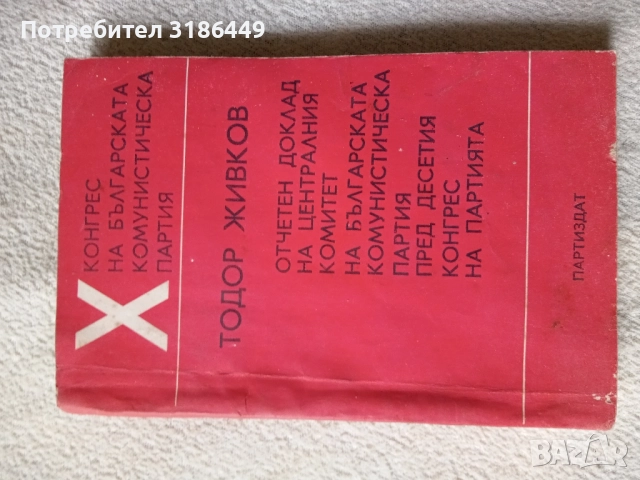 Потребител 3186449
X
КОНГРЕС
НА БЪЛГАРСКАТА
КОМУНИСТИЧЕСКА
ПАРТИЯ
ТОДОР ЖИВКОВ
ОТЧЕТЕН ДОКЛАД
НА ЦЕНТРАЛНИЯ
КОМИТЕТ
НА БЪЛГАРСКАТА
КОМУНИСТИЧЕСКА
ПАРТИЯ
ПРЕД ДЕСЕТИЯ
КОНГРЕС
НА ПАРТИЯТА
ПАРТИЗДАТ
BAZAR